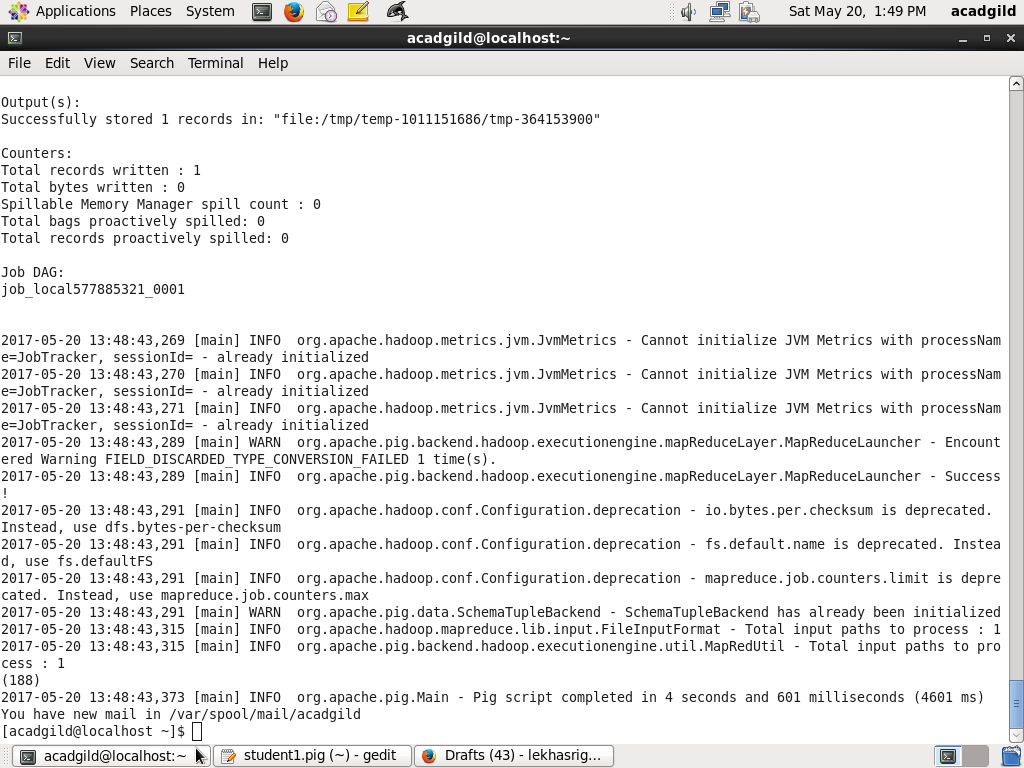 Applications Places System Sat May 20, 1:49 PM acadgild
acadgild@localhost:~
File Edit View Search Terminal Help
Output(s):
Successfully stored 1 records in: "file:/tmp/temp-1011151686/tmp-364153900"
Counters:
Total records written : 1
Total bytes written : 0
Spillable Memory Manager spill count : 0
Total bags proactively spilled: 0
Total records proactively spilled: 0
Job DAG:
job_local577885321_0001
2017-05-20 13:48:43,269 [main] INFO  org.apache.hadoop.metrics.jvm.JvmMetrics - Cannot initialize JVM Metrics with processNam
e=JobTracker, sessionId= - already initialized
2017-05-20 13:48:43,270 [main] INFO  org.apache.hadoop.metrics.jvm.JvmMetrics - Cannot initialize JVM Metrics with processNam
e=JobTracker, sessionId= - already initialized
2017-05-20 13:48:43,271 [main] INFO  org.apache.hadoop.metrics.jvm.JvmMetrics - Cannot initialize JVM Metrics with processNam
e=JobTracker, sessionId= - already initialized
2017-05-20 13:48:43,289 [main] WARN  org.apache.pig.backend.hadoop.executionengine.mapReduceLayer.MapReduceLauncher - Encount
ered Warning FIELD_DISCARDED_TYPE_CONVERSION_FAILED 1 time(s).
2017-05-20 13:48:43,289 [main] INFO  org.apache.pig.backend.hadoop.executionengine.mapReduceLayer.MapReduceLauncher - Success
!
2017-05-20 13:48:43,291 [main] INFO  org.apache.hadoop.conf.Configuration.deprecation - io.bytes.per.checksum is deprecated.
Instead, use dfs.bytes-per-checksum
2017-05-20 13:48:43,291 [main] INFO  org.apache.hadoop.conf.Configuration.deprecation - fs.default.name is deprecated. Instea
d, use fs.defaultFS
2017-05-20 13:48:43,291 [main] INFO  org.apache.hadoop.conf.Configuration.deprecation - mapreduce.job.counters.limit is depre
cated. Instead, use mapreduce.job.counters.max
2017-05-20 13:48:43,291 [main] WARN  org.apache.pig.data.SchemaTupleBackend - SchemaTupleBackend has already been initialized
2017-05-20 13:48:43,315 [main] INFO  org.apache.hadoop.mapreduce.lib.input.FileInputFormat - Total input paths to process : 1
2017-05-20 13:48:43,315 [main] INFO  org.apache.pig.backend.hadoop.executionengine.util.MapRedUtil - Total input paths to pro
cess : 1
(188)
2017-05-20 13:48:43,373 [main] INFO  org.apache.pig.Main - Pig script completed in 4 seconds and 601 milliseconds (4601 ms)
You have new mail in /var/spool/mail/acadgild
[acadgild@localhost ~]$
acadgild@localhost:~ student1.pig (~) - gedit Drafts (43) - lekhasrig...